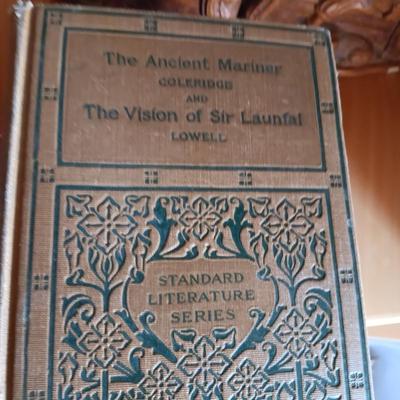 The Ancient Mariner
COLERIDGE
AND
The Vision of Sir Launfal
LOWELL
STANDARD
LITERATURE
SERIES